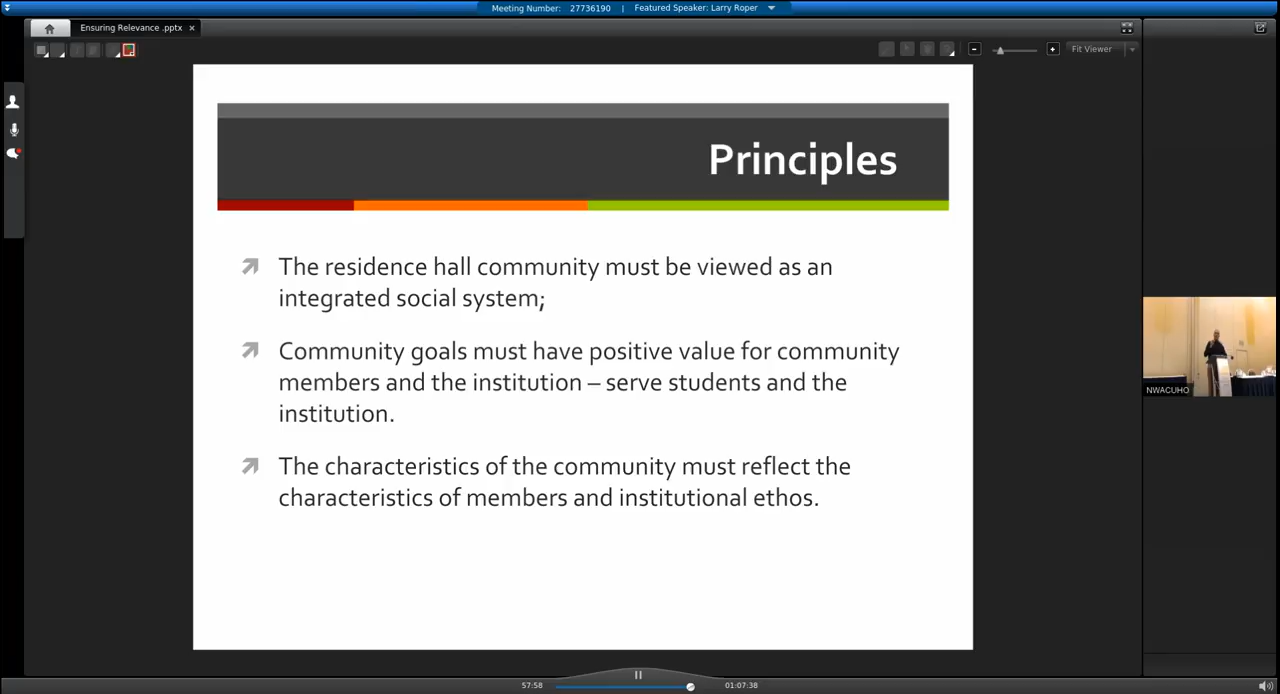 Meeting Number: 27736190 | Featured Speaker: Larry Roper
Ensuring Relevance .pptx ×
Fit Viewer
Principles
The residence hall community must be viewed as an
integrated social system;
Community goals must have positive value for community
members and the institution – serve students and the
institution.
The characteristics of the community must reflect the
characteristics of members and institutional ethos.
NWACUHO
57:58
01:07:38